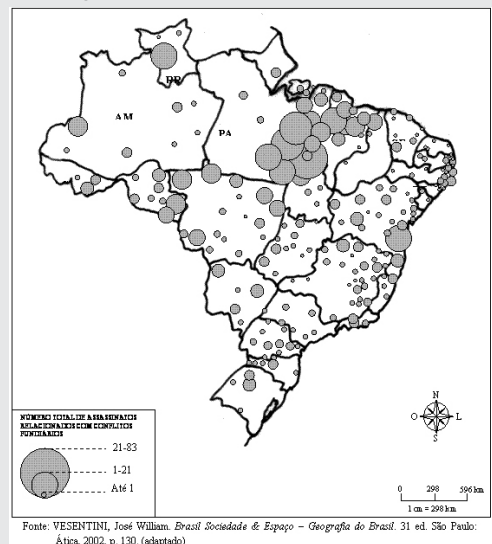 RR
AM
PA
NÚMERO TOTAL DE ASSASSINATOS
RELACIONADOS COM CONFLITOS
FUNDIÁRIOS
21-83
1-21
Até 1
N
O
L
S
0 298 596 km
1 cm = 298 km
Fonte: VESENTINI, José William. Brasil Sociedade & Espaço – Geografia do Brasil. 31 ed. São Paulo:
Ática, 2002, p. 130. (adaptado)